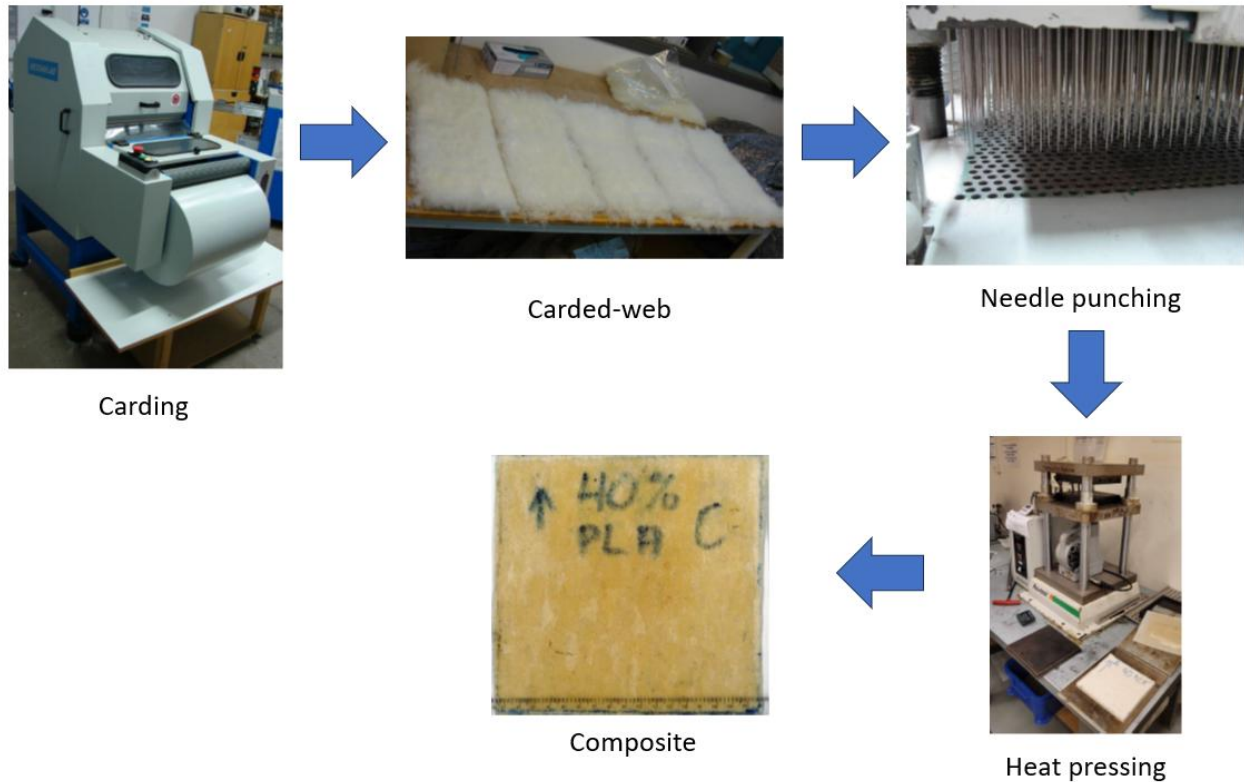 Carding
Carded-web
Needle punching
Heat pressing
40%
PLA C
Composite